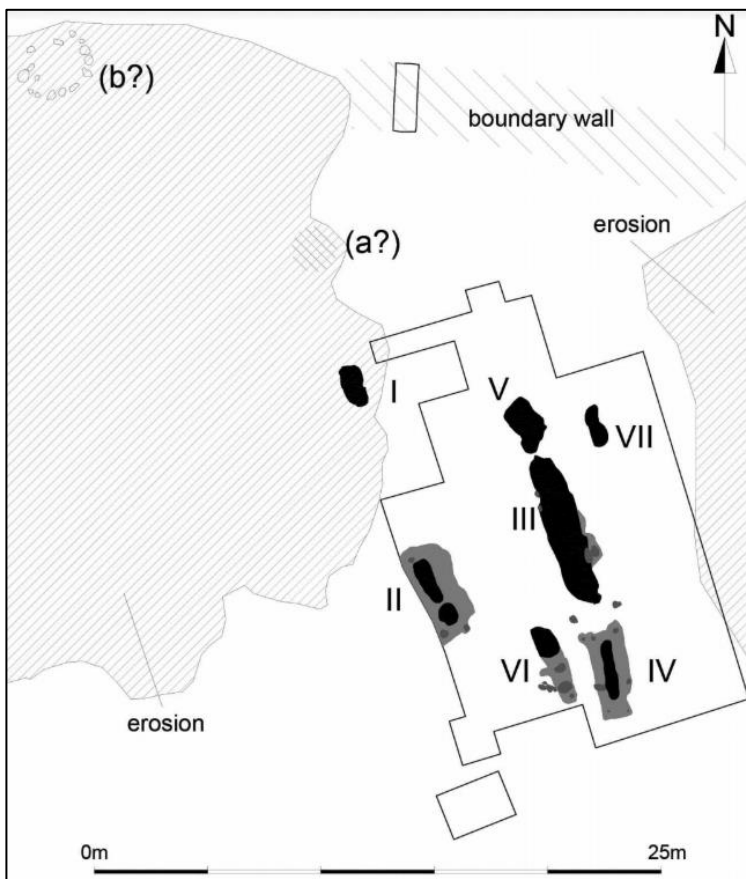 N
(b?)
boundary wall
erosion
(a?)
I
V
VII
III
II
VI
IV
erosion
0m
25m